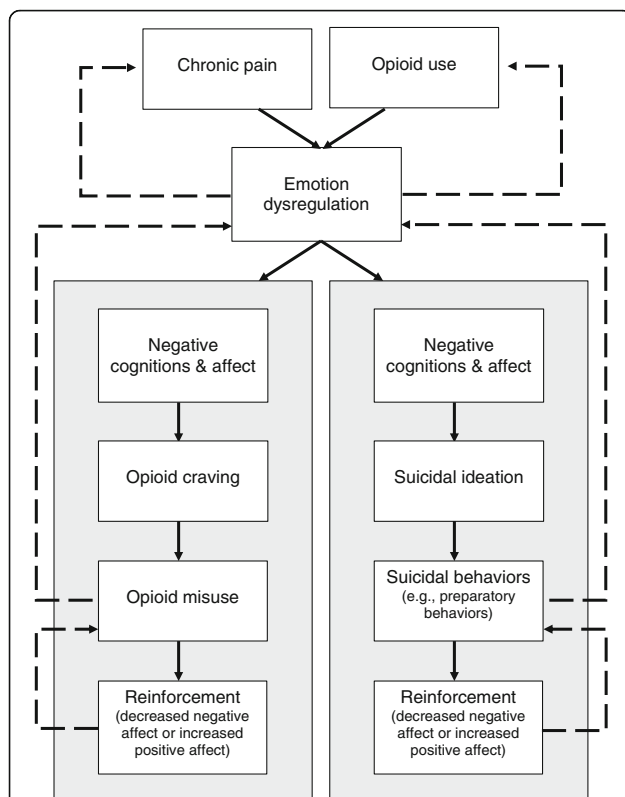 Chronic pain
Opioid use
Emotion
dysregulation
Negative
cognitions & affect
Opioid craving
Opioid misuse
Reinforcement
(decreased negative
affect or increased
positive affect)
Negative
cognitions & affect
Suicidal ideation
Suicidal behaviors
(e.g., preparatory
behaviors)
Reinforcement
(decreased negative
affect or increased
positive affect)